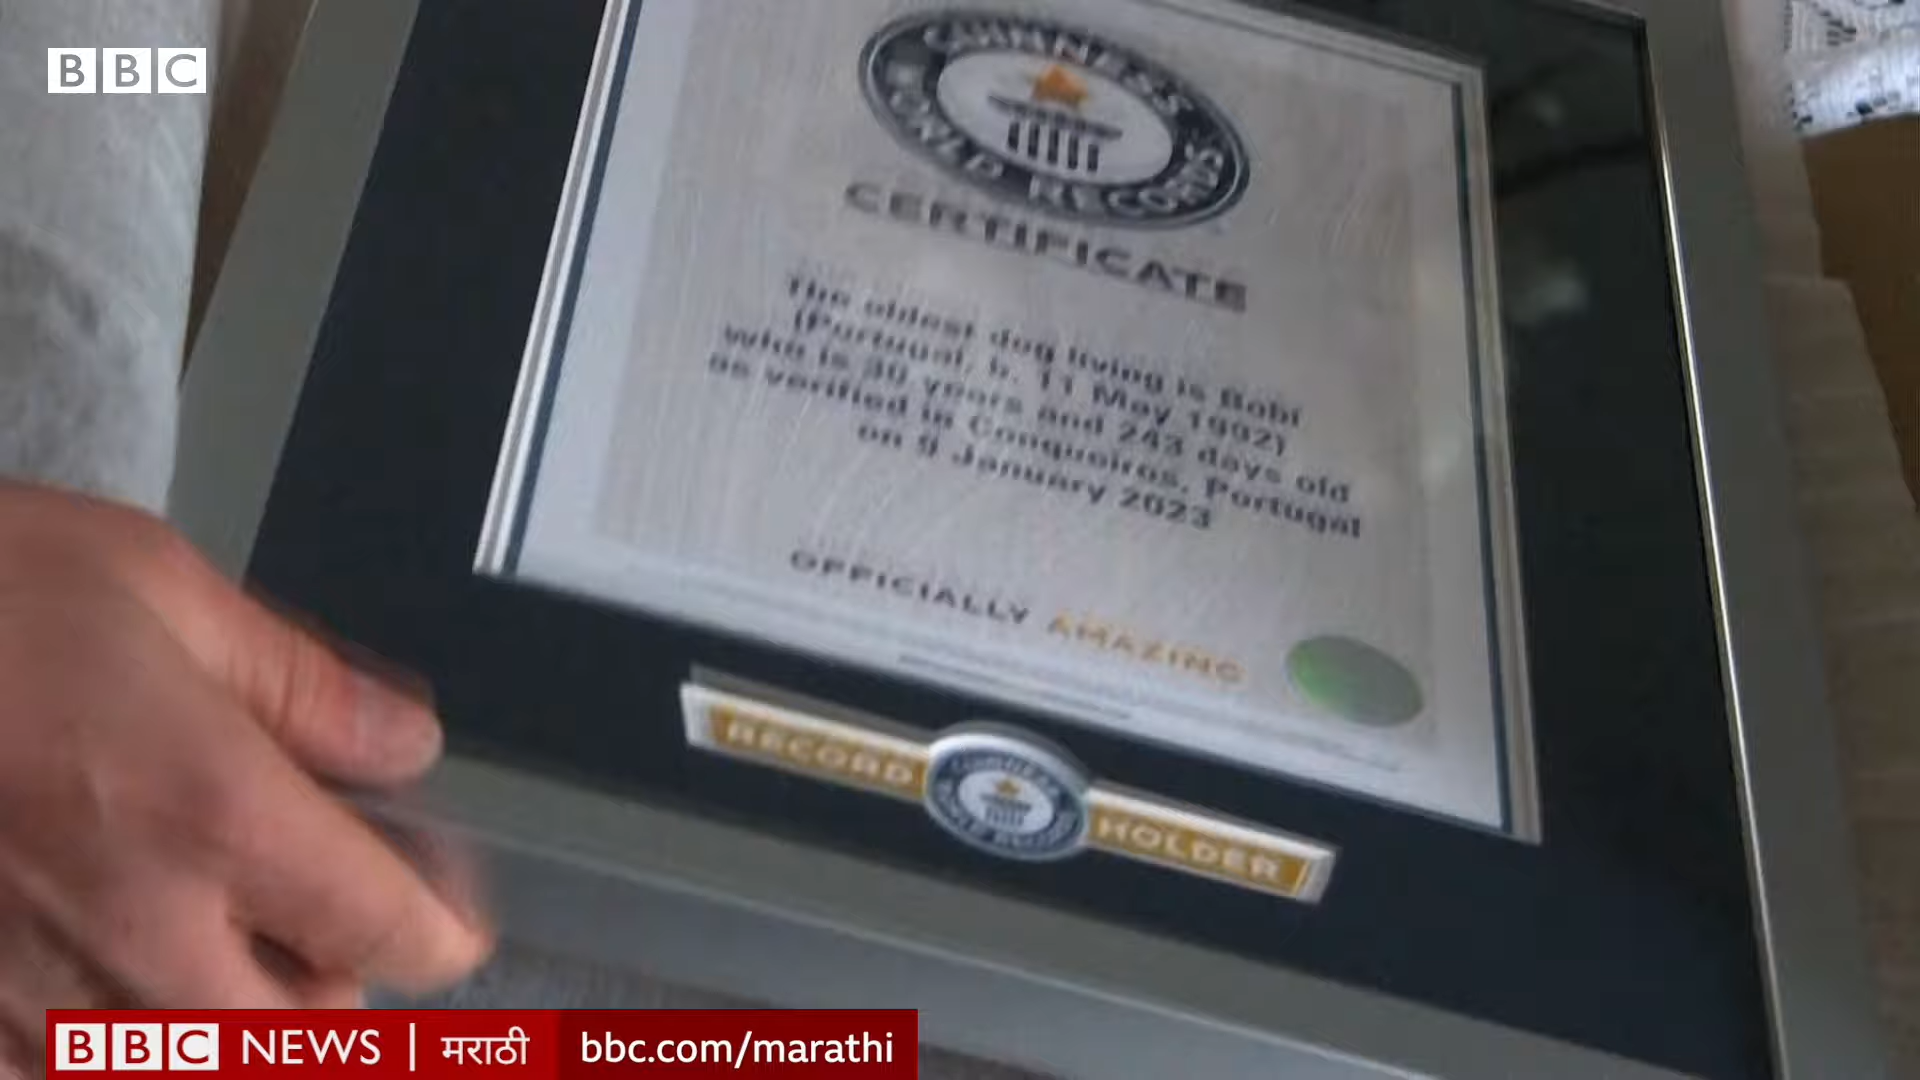 BBC
GUINNESS
WORLD RECORDS
CERTIFICATE
The oldest dog living is Bobi
(Portugal, b. 11 May 1992)
who is 30 years and 243 days old
as verified in Conqueiros, Portugal
on 9 January 2023
OFFICIALLY AMAZING
RECORD HOLDER
BBC NEWS | मराठी bbc.com/marathi